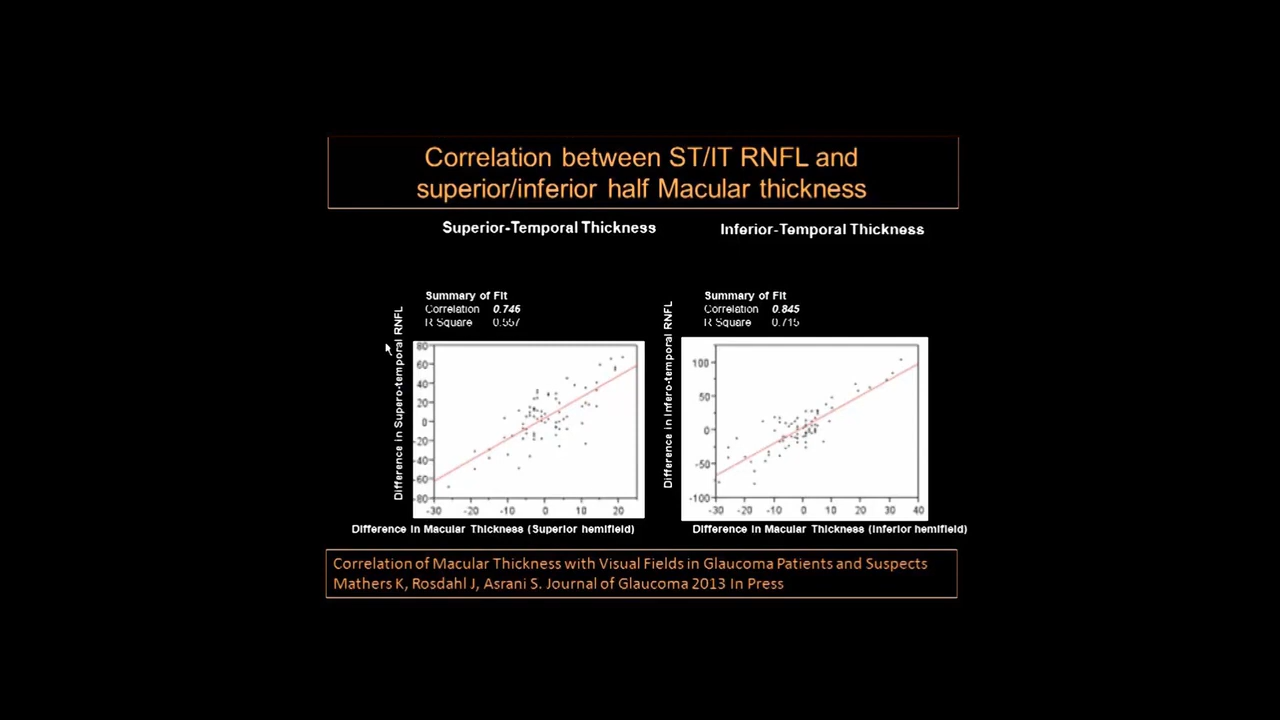 Correlation between ST/IT RNFL and
superior/inferior half Macular thickness
Superior-Temporal Thickness
Inferior-Temporal Thickness
Summary of Fit
Correlation 0.746
R Square 0.557
Summary of Fit
Correlation 0.845
R Square 0.715
Difference in Supero-temporal RNFL
80
60
40
20
0
-20
-40
-60
-80
-30 -20 -10 0 10 20
Difference in Macular Thickness (Superior hemifield)
Difference in Infero-temporal RNFL
100
50
0
-50
-100
-30 -20 -10 0 10 20 30 40
Difference in Macular Thickness (Inferior hemifield)
Correlation of Macular Thickness with Visual Fields in Glaucoma Patients and Suspects
Mathers K, Rosdahl J, Asrani S. Journal of Glaucoma 2013 In Press